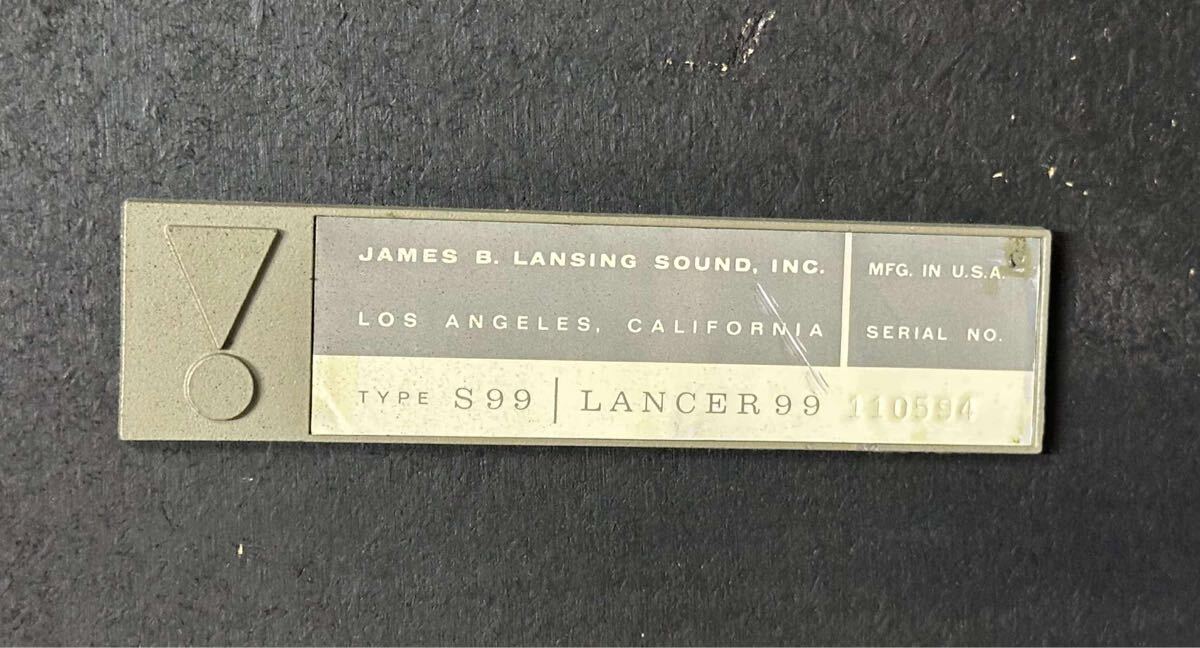 JAMES B. LANSING SOUND, INC.
LOS ANGELES, CALIFORNIA
MFG. IN U.S.A.
SERIAL NO.
TYPE S99 | LANCER 99 110594